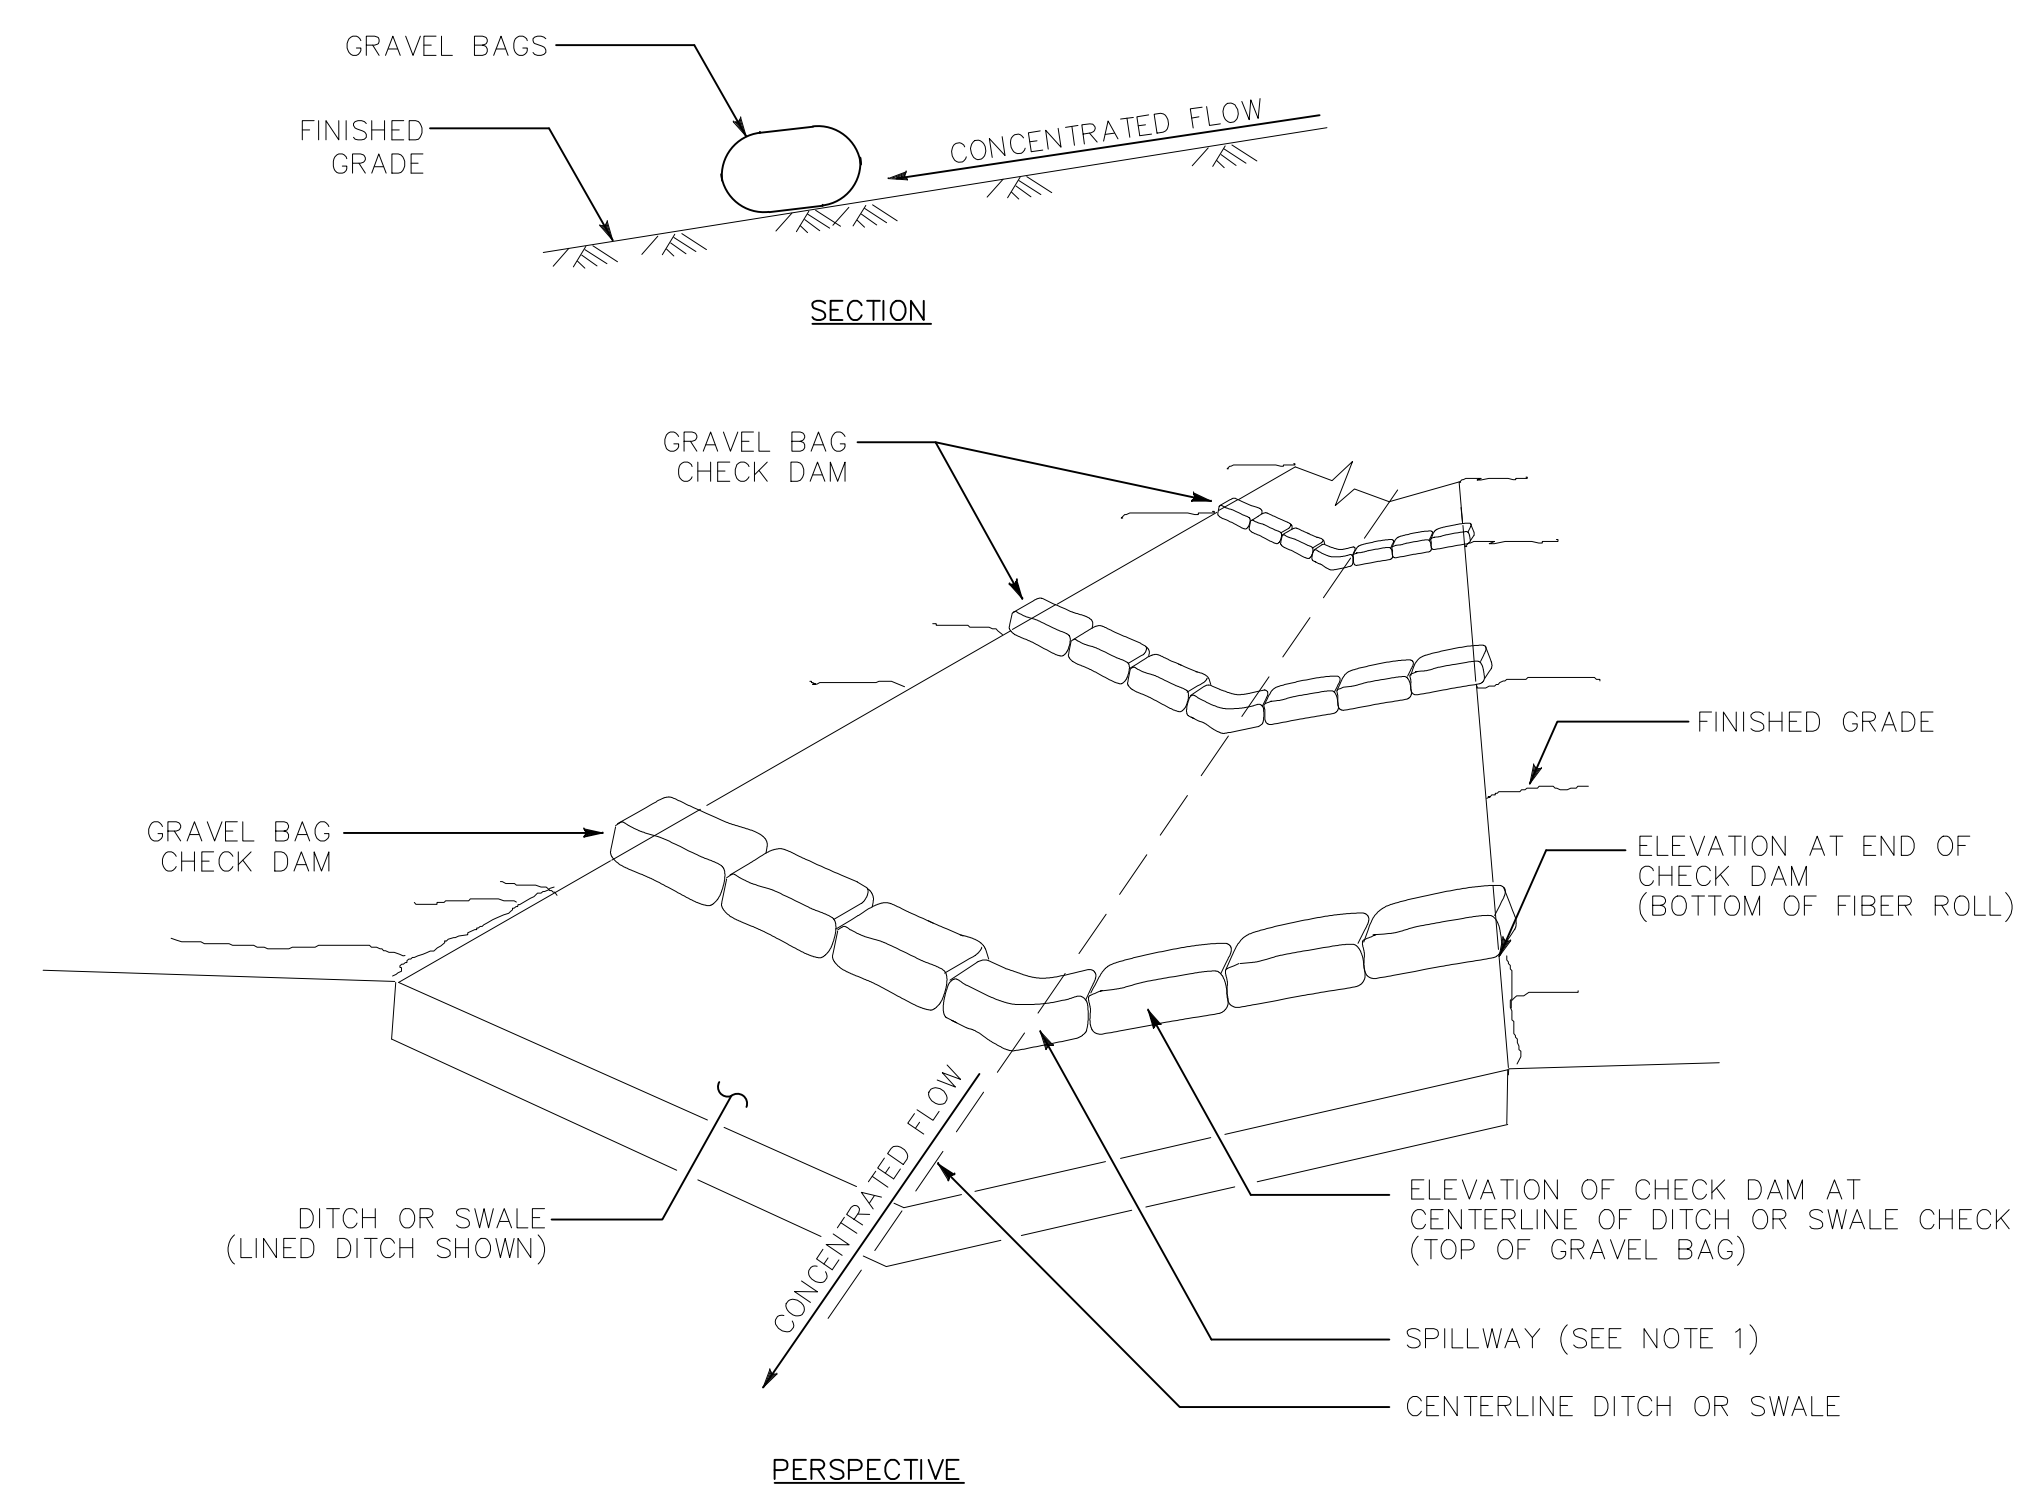 GRAVEL BAGS
FINISHED
GRADE
CONCENTRATED FLOW
SECTION
GRAVEL BAG
CHECK DAM
FINISHED GRADE
GRAVEL BAG
CHECK DAM
ELEVATION AT END OF
CHECK DAM
(BOTTOM OF FIBER ROLL)
DITCH OR SWALE
(LINED DITCH SHOWN)
CONCENTRATED FLOW
ELEVATION OF CHECK DAM AT
CENTERLINE OF DITCH OR SWALE CHECK
(TOP OF GRAVEL BAG)
SPILLWAY (SEE NOTE 1)
CENTERLINE DITCH OR SWALE
PERSPECTIVE